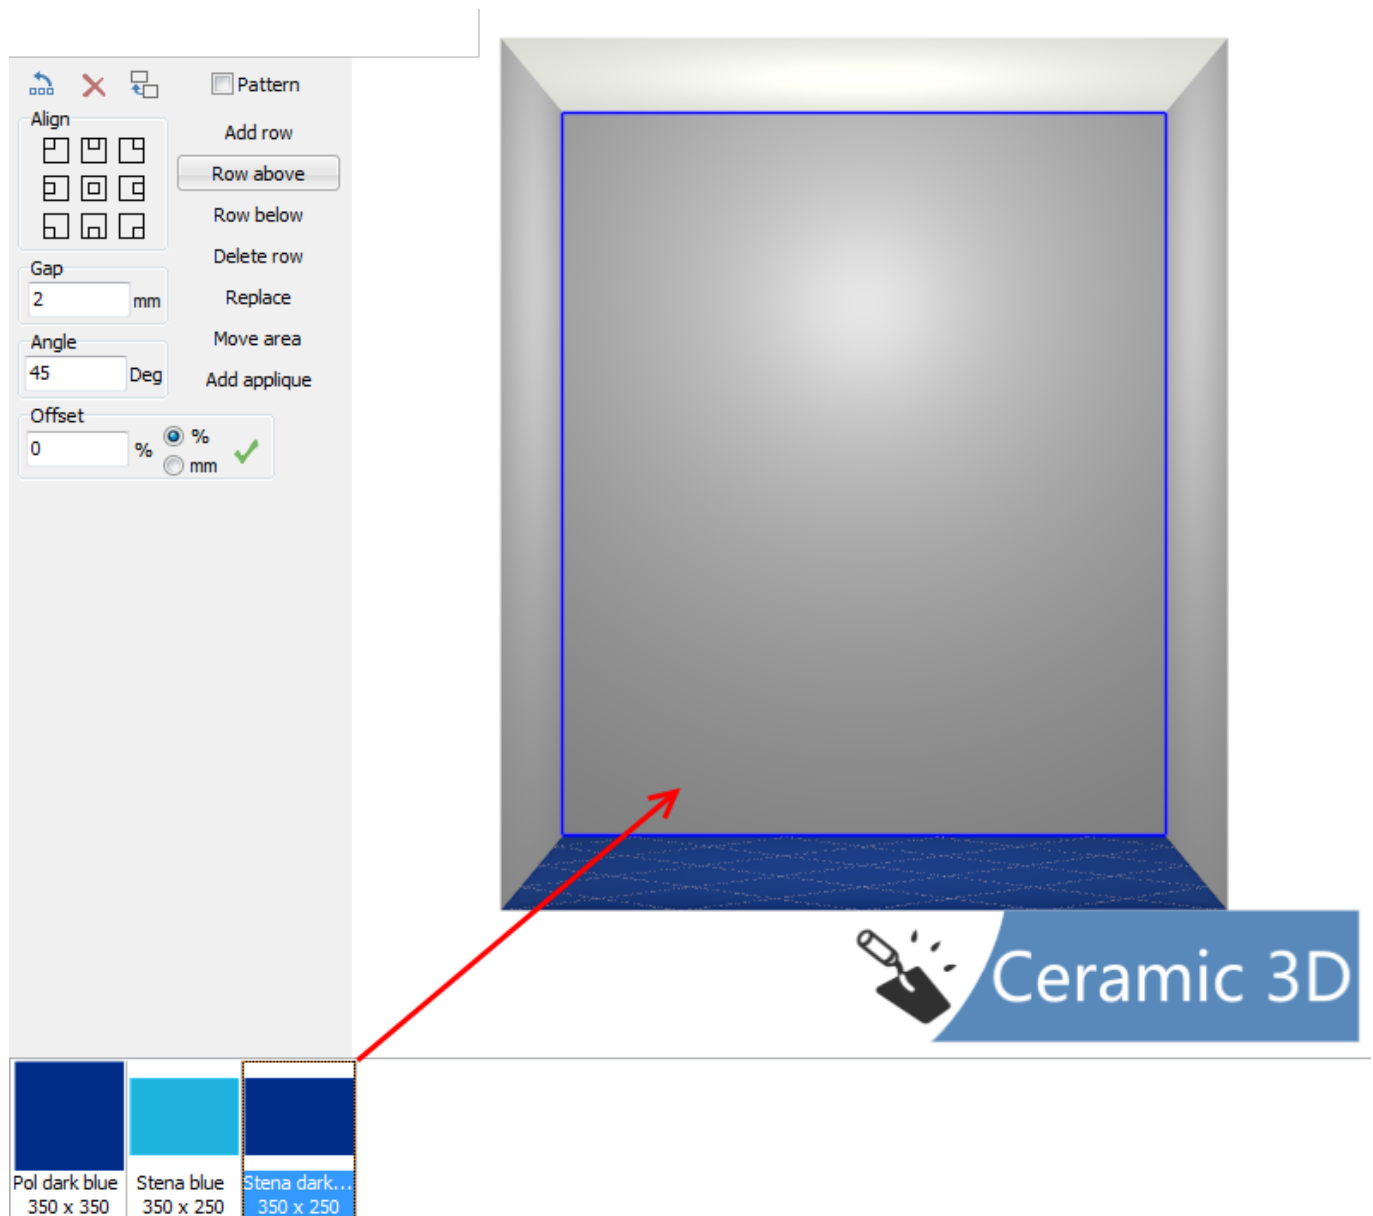 Pattern
Align
Add row
Row above
Row below
Delete row
Gap
2 mm
Replace
Move area
Angle
45 Deg
Add applique
Offset
0 % %
mm
Ceramic 3D
Pol dark blue
350 x 350
Stena blue
350 x 250
Stena dark...
350 x 250